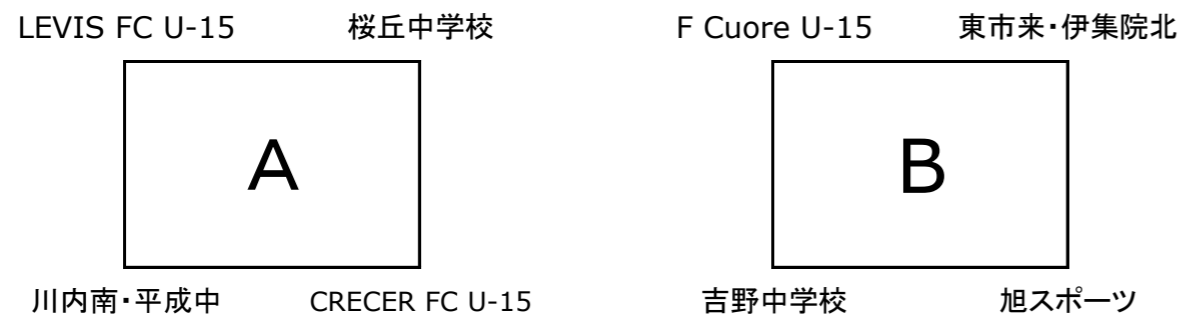 LEVIS FC U-15 桜丘中学校 F Cuore U-15 東市来・伊集院北
A B
川内南・平成中 CRECER FC U-15 吉野中学校 旭スポーツ